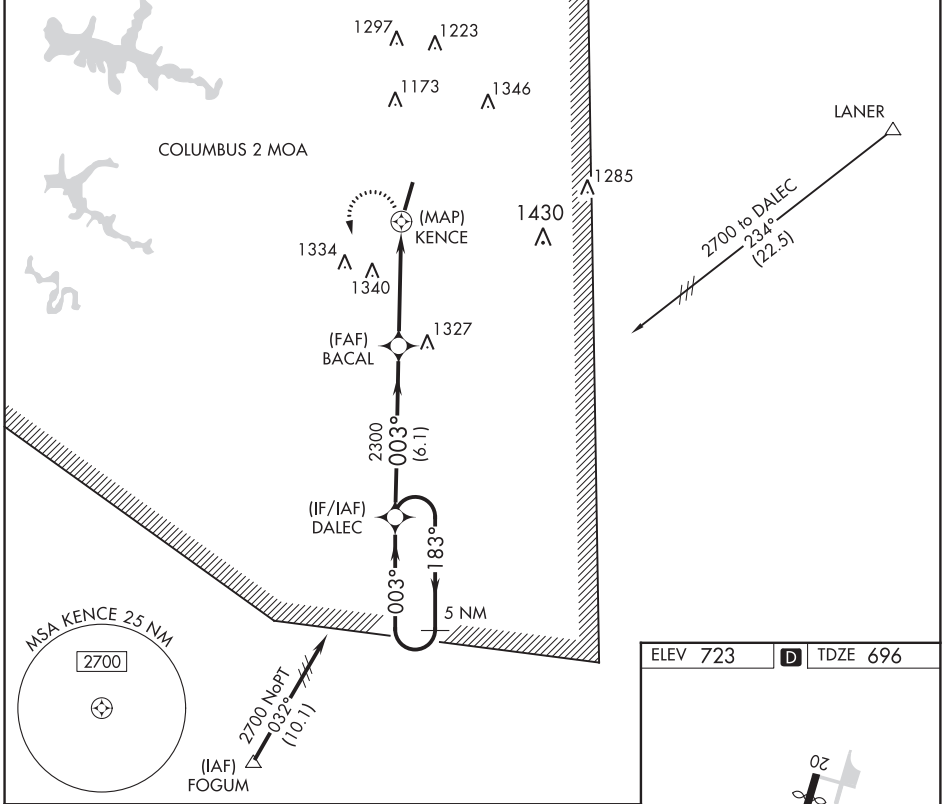 1297
1223
1173
1346
LANER
COLUMBUS 2 MOA
1285
2700 to DALEC
234°
(22.5)
1430
(MAP)
KENCE
1334
1340
(FAF)
BACAL
1327
2300
003°
(6.1)
(IF/IAF)
DALEC
183°
003°
5 NM
MSA KENCE 25 NM
2700
2700 NoPT
032°
(10.1)
(IAF)
FOGUM
ELEV 723 D TDZE 696
20